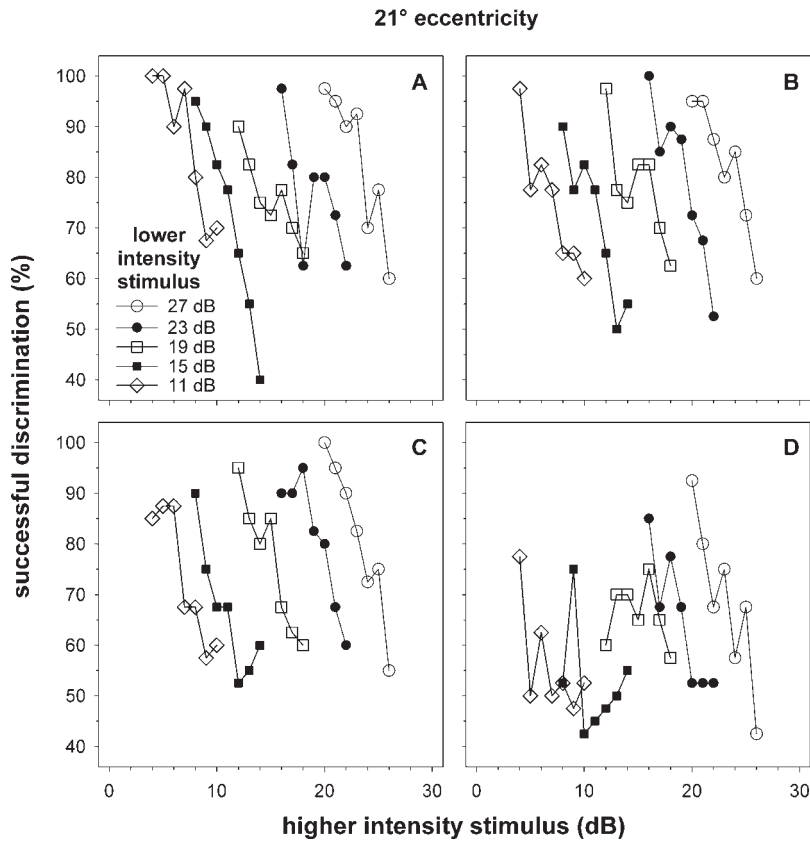 21° eccentricity
A
B
100
90
80
70
60
50
40
lower
intensity
stimulus
27 dB
23 dB
19 dB
15 dB
11 dB
C
D
100
90
80
70
60
50
40
0
10
20
30
0
10
20
30
successful discrimination (%)
higher intensity stimulus (dB)